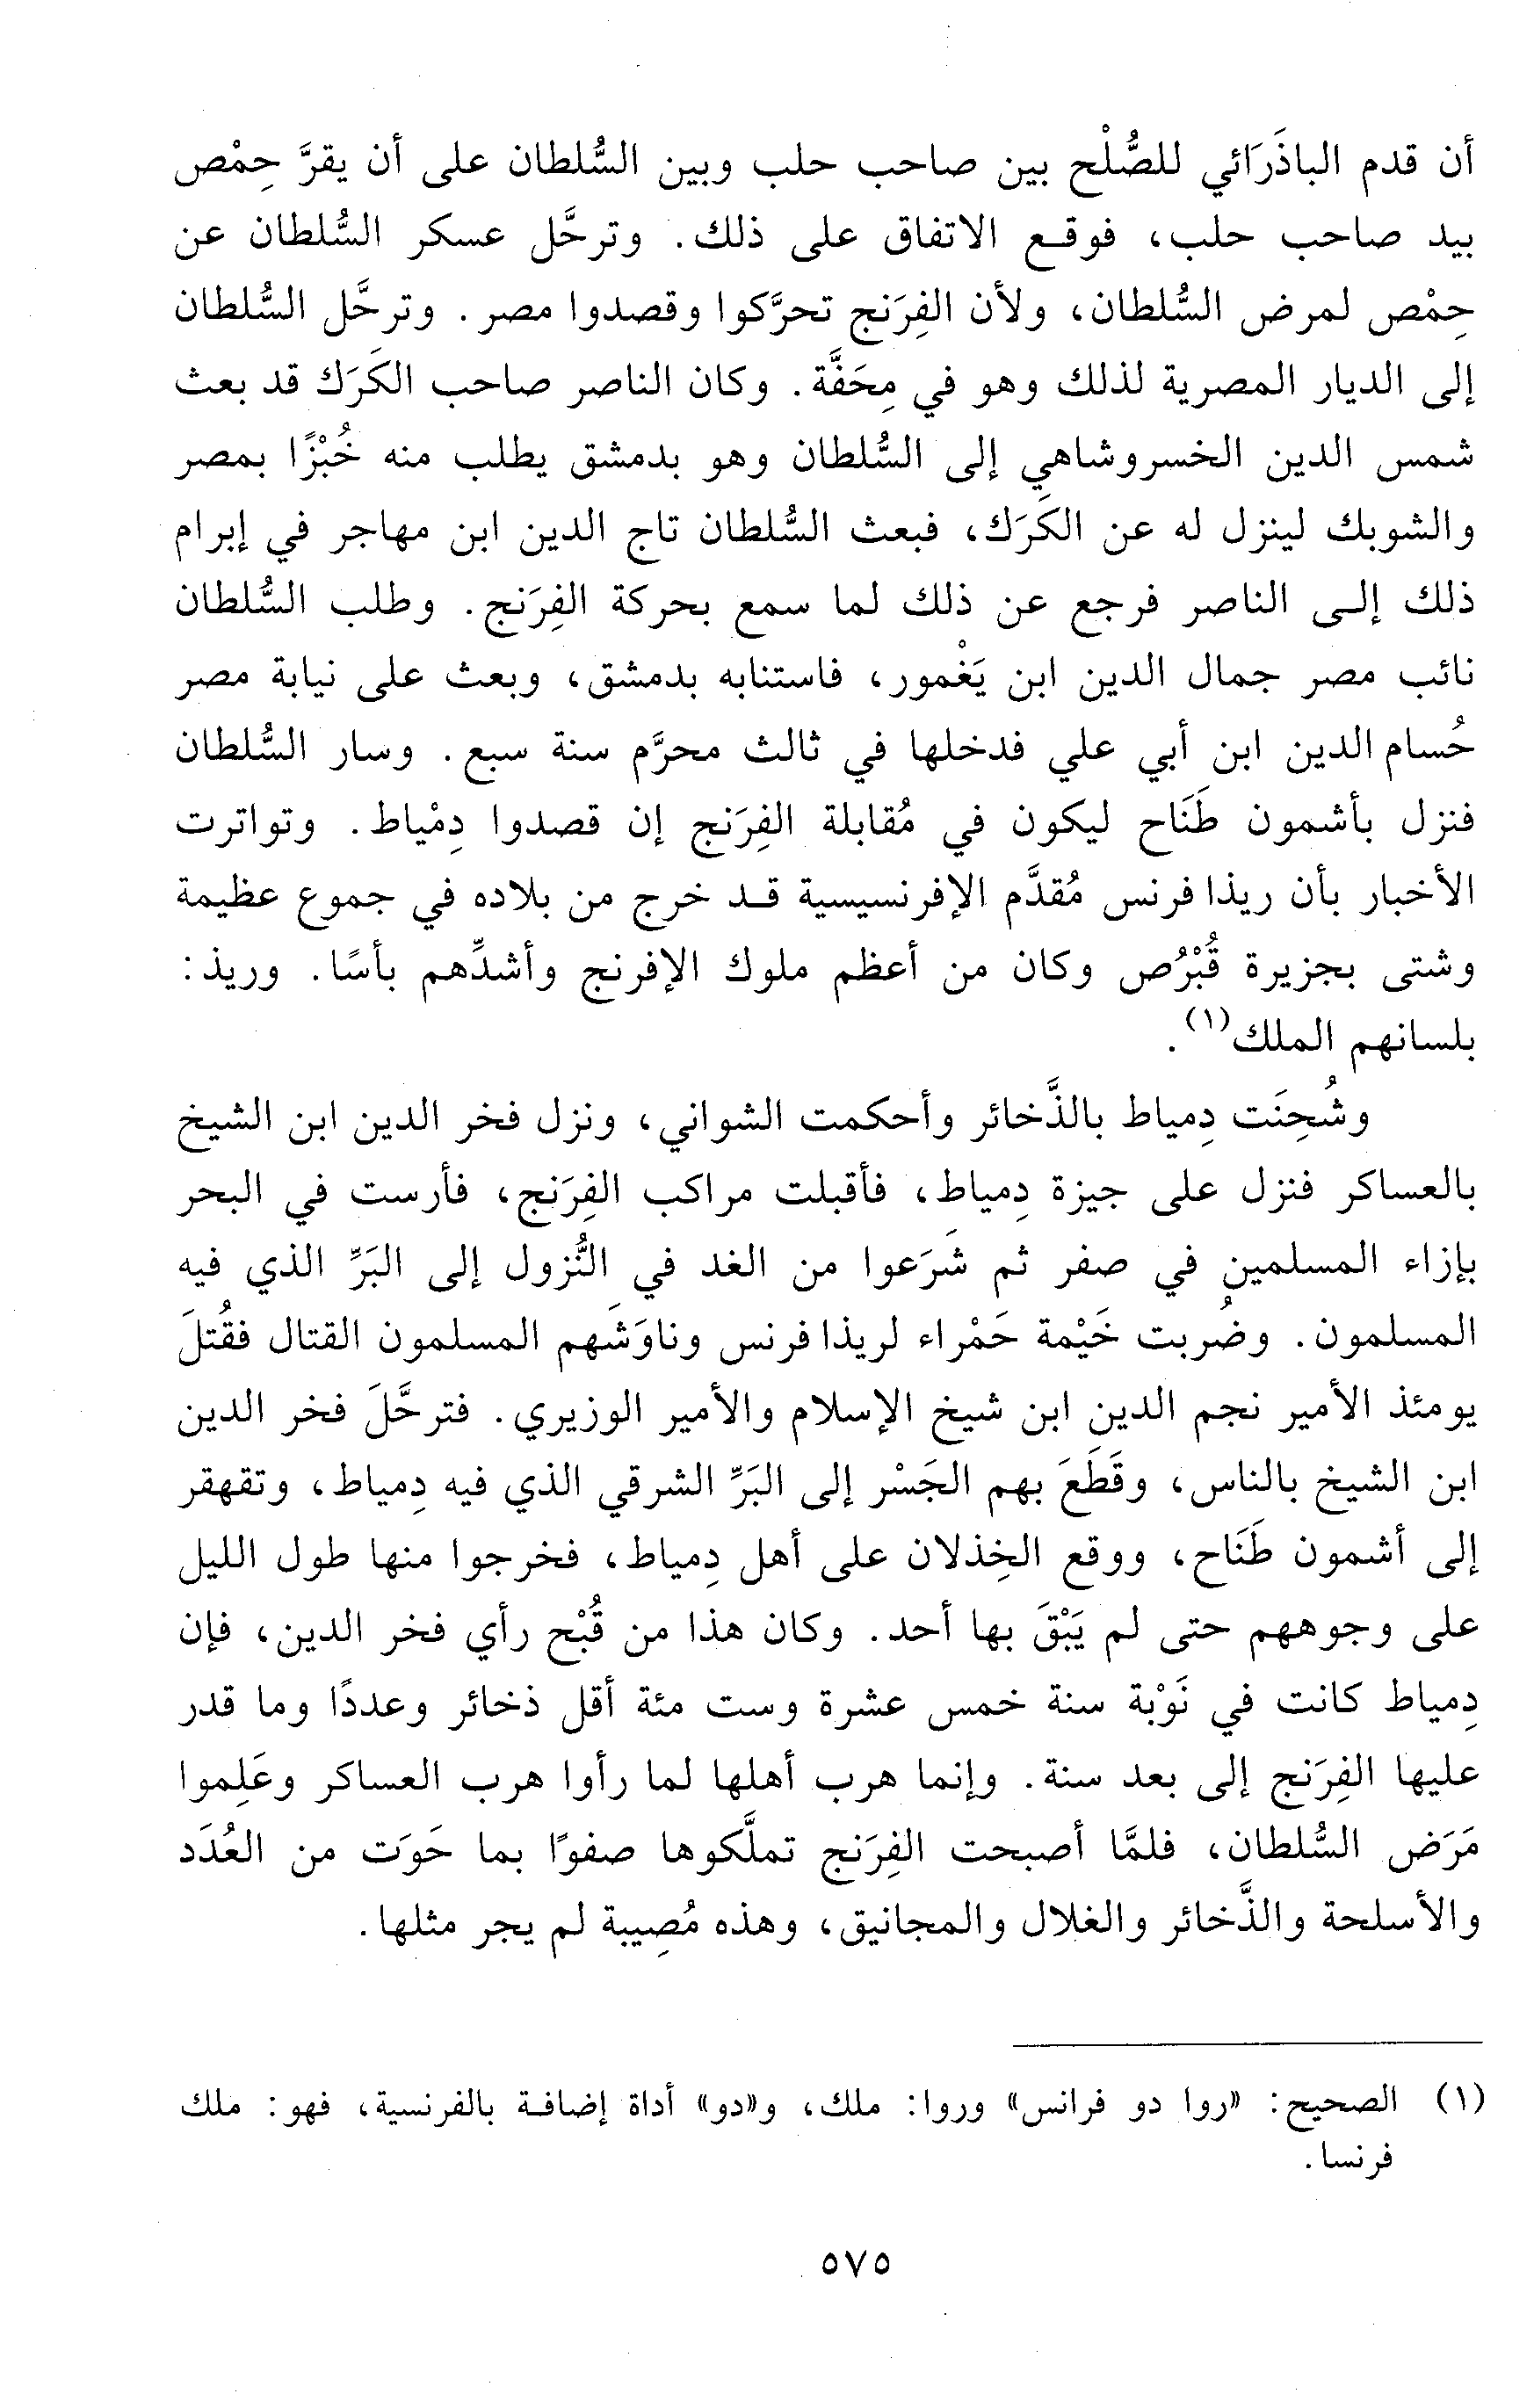 أن قدم الباذَرَائي للصُّلْح بين صاحب حلب وبين السُّلطان على أن يقرَّ حِمْص
بيد صاحب حلب، فوقع الاتفاق على ذلك. وترحَّل عسكر السُّلطان عن
حِمْص لمرض السُّلطان، ولأن الفِرَنج تحرَّكوا وقصدوا مصر. وترحَّل السُّلطان
إلى الديار المصرية لذلك وهو في مِحَفَّة. وكان الناصر صاحب الكَرَك قد بعث
شمس الدين الخسروشاهي إلى السُّلطان وهو بدمشق يطلب منه خُبْزًا بمصر
والشوبك لينزل له عن الكَرَك، فبعث السُّلطان تاج الدين ابن مهاجر في إبرام
ذلك إلى الناصر فرجع عن ذلك لما سمع بحركة الفِرَنج. وطلب السُّلطان
نائب مصر جمال الدين ابن يَغْمور، فاستنابه بدمشق، وبعث على نيابة مصر
حُسام الدين ابن أبي علي فدخلها في ثالث محرَّم سنة سبع. وسار السُّلطان
فنزل بأشمون طَنَاح ليكون في مُقابلة الفِرَنج إن قصدوا دِمْياط. وتواترت
الأخبار بأن ريذا فرنس مُقدَّم الإفرنسيسية قد خرج من بلاده في جموع عظيمة
وشتى بجزيرة قُبْرُص وكان من أعظم ملوك الإفرنج وأشدِّهم بأسًا. وريذ:
بلسانهم الملك(١).
وشُحِنَت دِمياط بالذَّخائر وأحكمت الشواني، ونزل فخر الدين ابن الشيخ
بالعساكر فنزل على جيزة دِمياط، فأقبلت مراكب الفِرَنج، فأرست في البحر
بإزاء المسلمين في صفر ثم شَرَعوا من الغد في النُّزول إلى البَرِّ الذي فيه
المسلمون. وضُربت خَيْمة حَمْراء لريذا فرنس وناوَشَهم المسلمون القتال فقُتلَ
يومئذ الأمير نجم الدين ابن شيخ الإسلام والأمير الوزيري. فترحَّلَ فخر الدين
ابن الشيخ بالناس، وقَطَعَ بهم الجَسْر إلى البَرِّ الشرقي الذي فيه دِمياط، وتقهقر
إلى أشمون طَنَاح، ووقع الخِذلان على أهل دِمياط، فخرجوا منها طول الليل
على وجوههم حتى لم يَبْقَ بها أحد. وكان هذا من قُبْح رأي فخر الدين، فإن
دِمياط كانت في نَوْبة سنة خمس عشرة وست مئة أقل ذخائر وعددًا وما قدر
عليها الفِرَنج إلى بعد سنة. وإنما هرب أهلها لما رأوا هرب العساكر وعَلِموا
مَرَض السُّلطان، فلمَّا أصبحت الفِرَنج تملَّكوها صفوًا بما حَوَت من العُدَد
والأسلحة والذَّخائر والغلال والمجانيق، وهذه مُصِيبة لم يجر مثلها.
(١) الصحيح: «روا دو فرانس» وروا: ملك، و«دو» أداة إضافة بالفرنسية، فهو: ملك
فرنسا.
٥٧٥